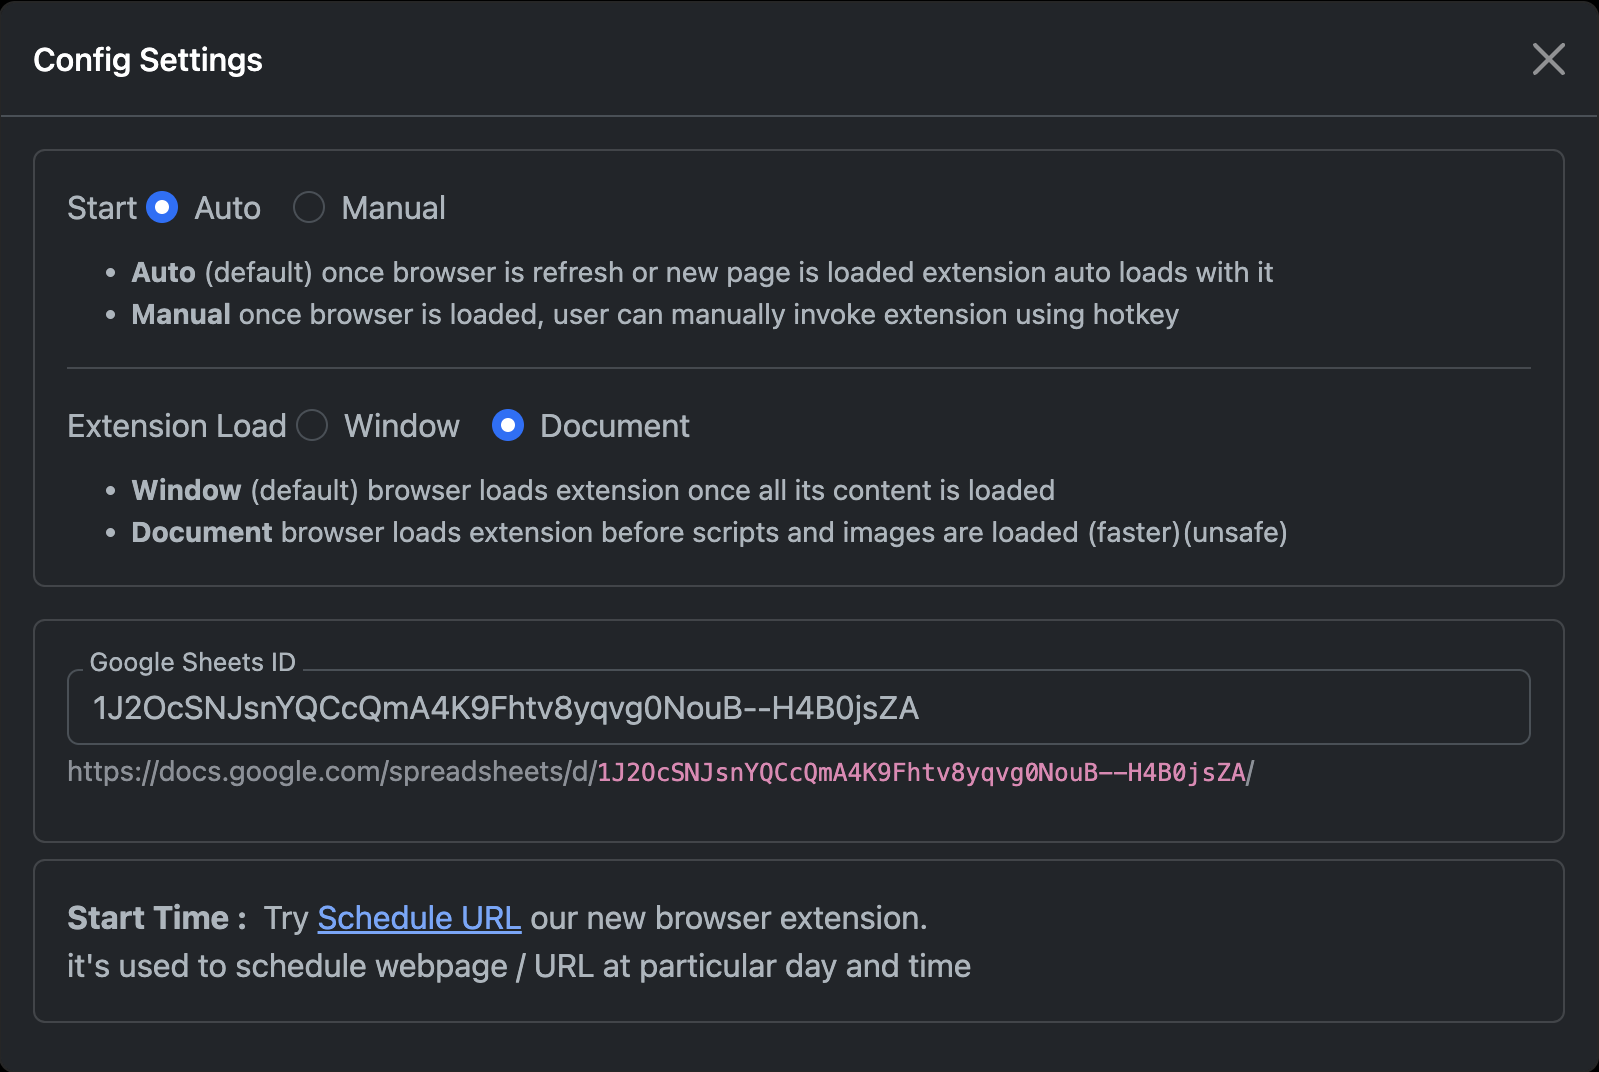 Config Settings
Start Auto Manual
Auto (default) once browser is refresh or new page is loaded extension auto loads with it
Manual once browser is loaded, user can manually invoke extension using hotkey
Extension Load Window Document
Window (default) browser loads extension once all its content is loaded
Document browser loads extension before scripts and images are loaded (faster)(unsafe)
Google Sheets ID
1J2OcSNJsnYQCcQmA4K9Fhtv8yqvg0NouB--H4B0jsZA
https://docs.google.com/spreadsheets/d/1J2OcSNJsnYQCcQmA4K9Fhtv8yqvg0NouB--H4B0jsZA/
Start Time : Try Schedule URL our new browser extension.
it's used to schedule webpage / URL at particular day and time